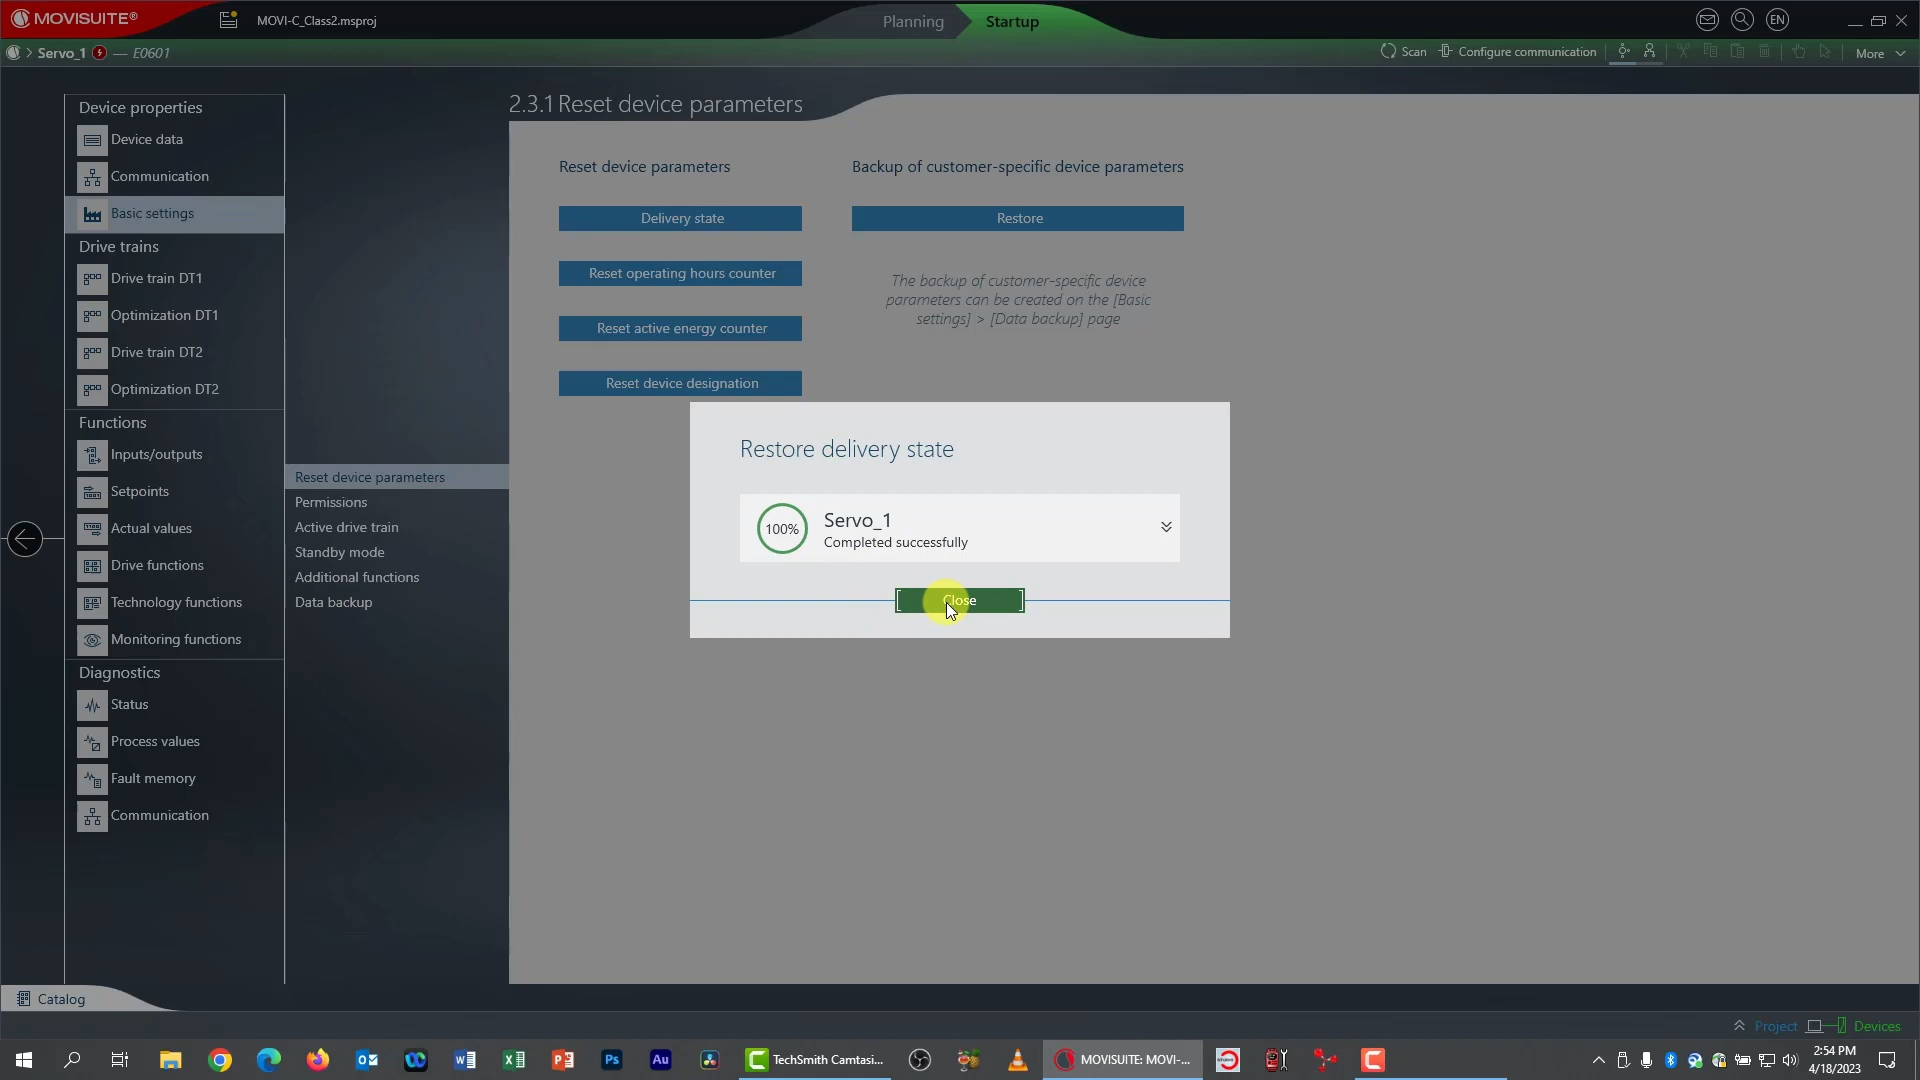 MOVISUITE®
MOVI-C_Class2.msproj
Planning
Startup
EN
Servo_1 — E0601
Scan
Configure communication
More
Device properties
Device data
Communication
Basic settings
Drive trains
Drive train DT1
Optimization DT1
Drive train DT2
Optimization DT2
Functions
Inputs/outputs
Setpoints
Actual values
Drive functions
Technology functions
Monitoring functions
Diagnostics
Status
Process values
Fault memory
Communication
Reset device parameters
Permissions
Active drive train
Standby mode
Additional functions
Data backup
2.3.1 Reset device parameters
Reset device parameters
Delivery state
Reset operating hours counter
Reset active energy counter
Reset device designation
Backup of customer-specific device parameters
Restore
The backup of customer-specific device
parameters can be created on the [Basic
settings] > [Data backup] page
Restore delivery state
100%
Servo_1
Completed successfully
Close
Catalog
Project
Devices
TechSmith Camtasi...
MOVISUITE: MOVI-...
2:54 PM
4/18/2023